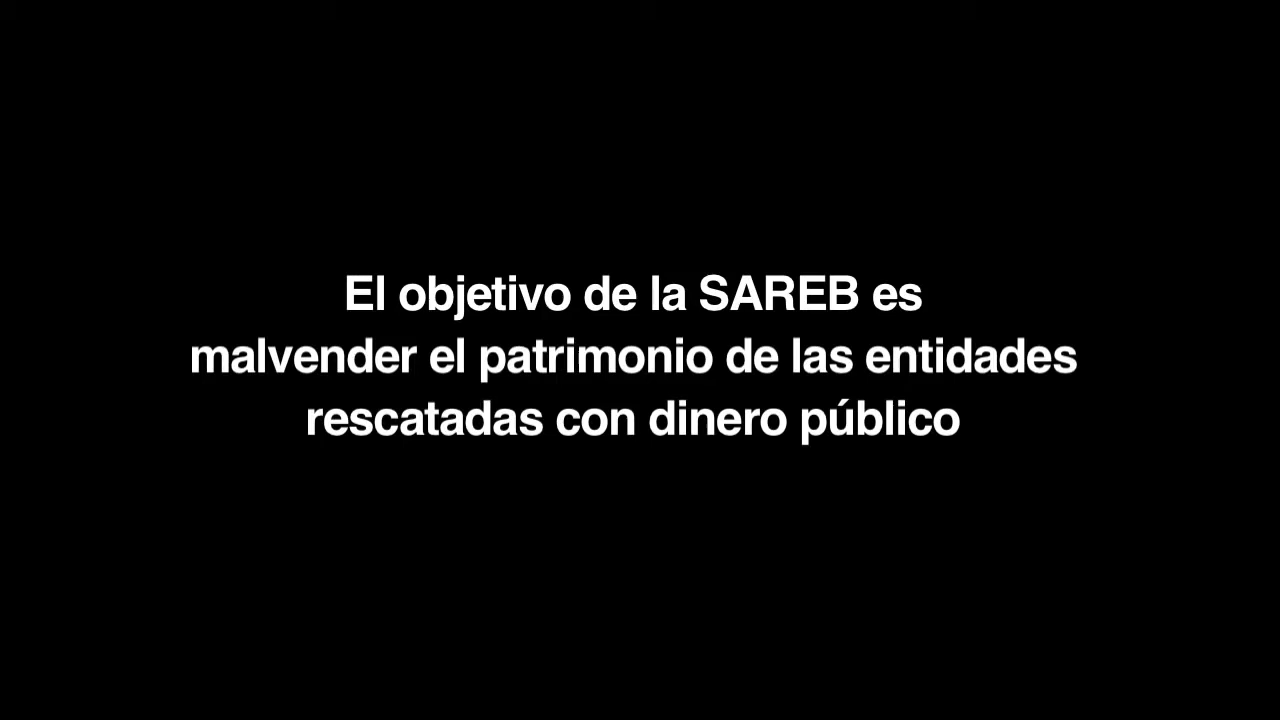 El objetivo de la SAREB es
malvender el patrimonio de las entidades
rescatadas con dinero público